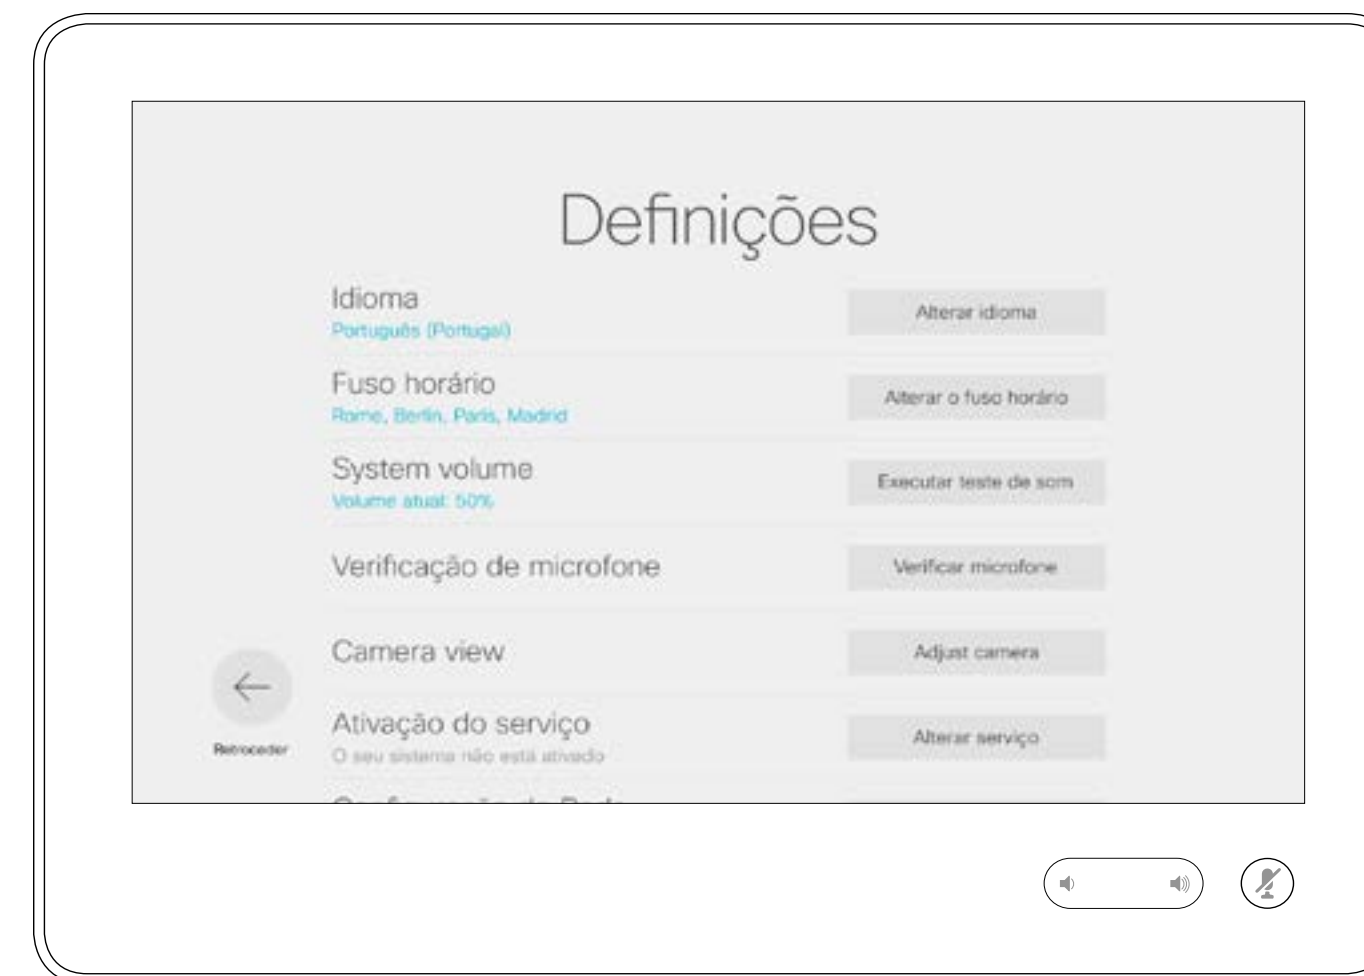 Definições
Idioma
Português (Portugal)
Alterar idioma
Fuso horário
Rome, Berlin, Paris, Madrid
Alterar o fuso horário
System volume
Volume atual: 50%
Executar teste de som
Verificação de microfone
Verificar microfone
Camera view
Adjust camera
Ativação do serviço
O seu sistema não está ativado
Alterar serviço
Retroceder